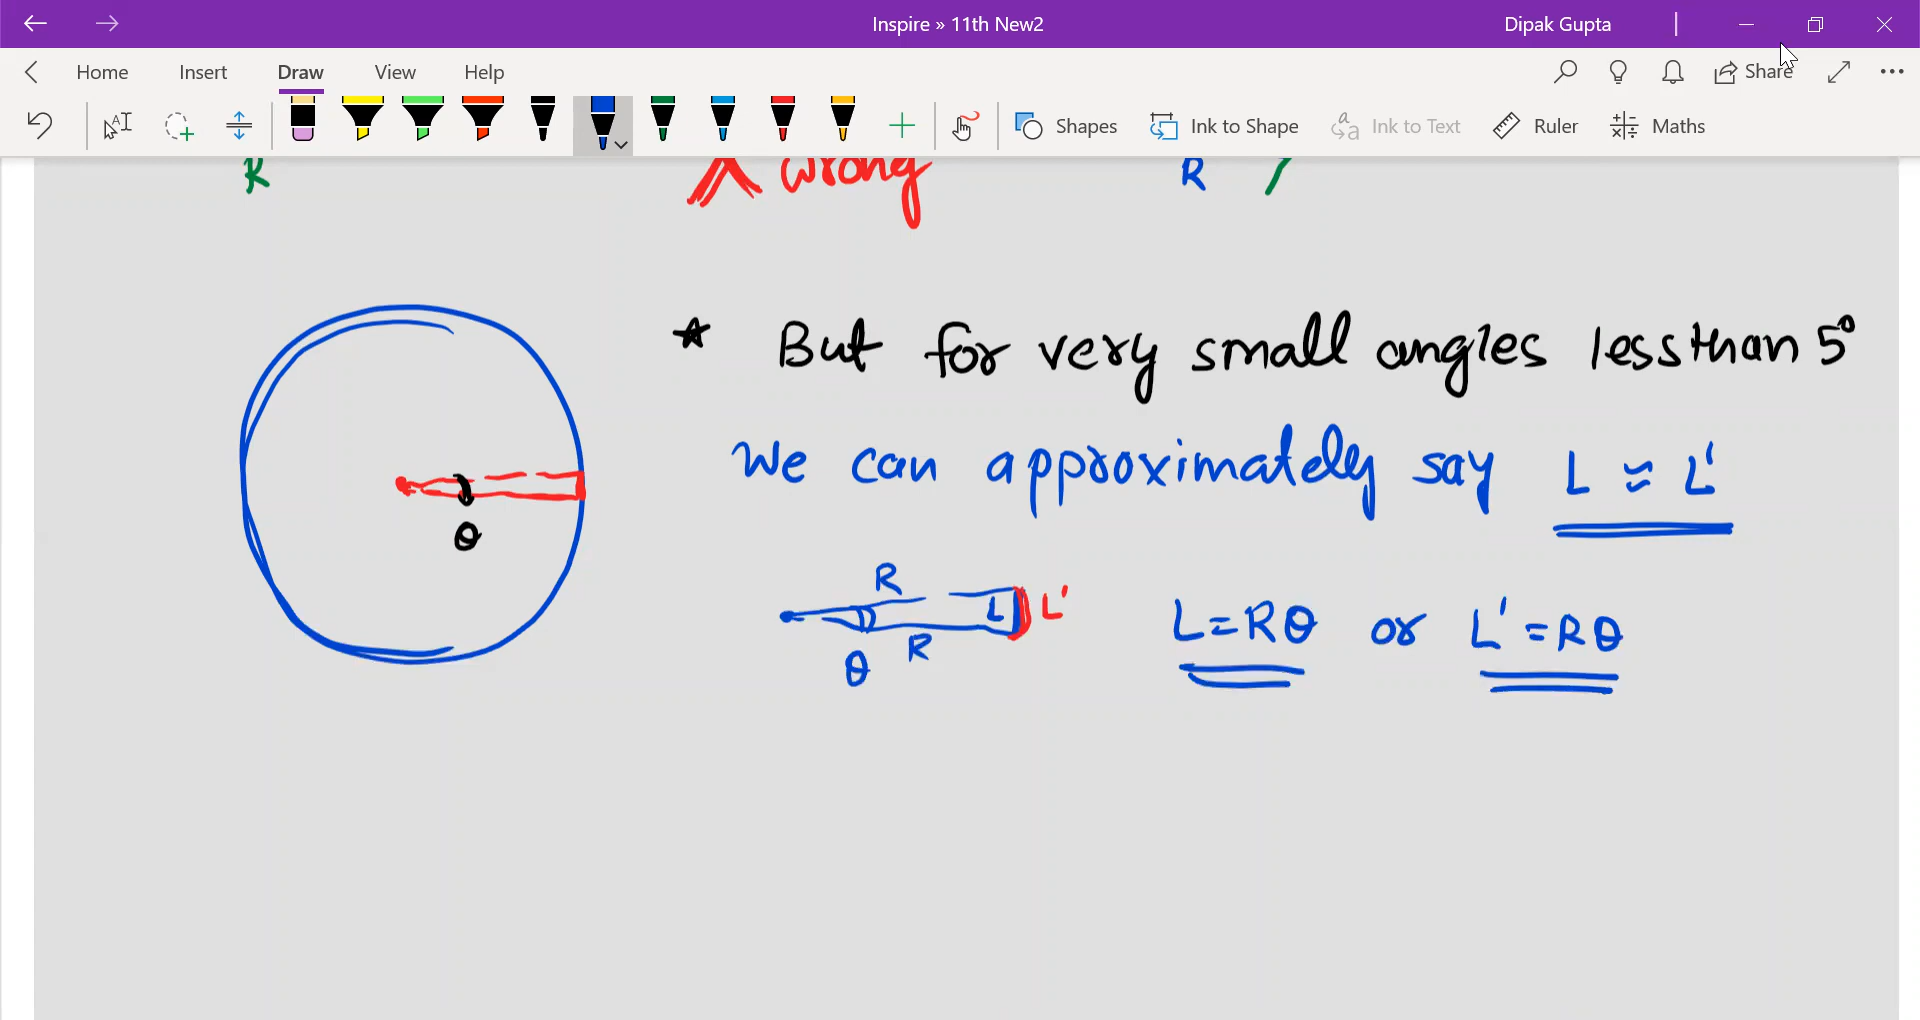 Inspire » 11th New2
Dipak Gupta
Home Insert Draw View Help
Share
Shapes Ink to Shape Ink to Text Ruler Maths
R wrong R
* But for very small angles less than 5°
We can approximately say L ≈ L'
θ
R
L L'
L=Rθ or L'=Rθ
R
θ